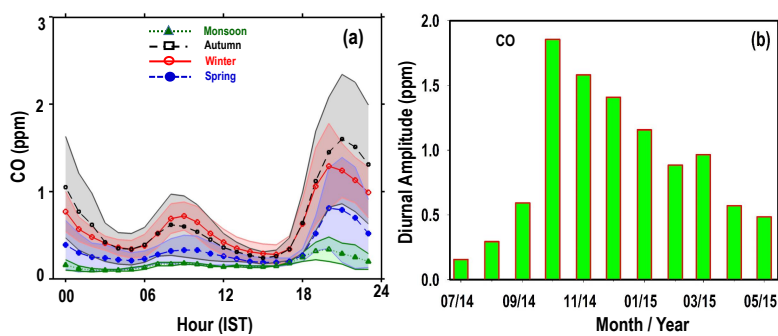 (a)
Monsoon
Autumn
Winter
Spring
3
2
1
0
CO (ppm)
00 06 12 18 24
Hour (IST)
(b)
CO
2.0
1.5
1.0
0.5
0.0
Diurnal Amplitude (ppm)
07/14 09/14 11/14 01/15 03/15 05/15
Month / Year